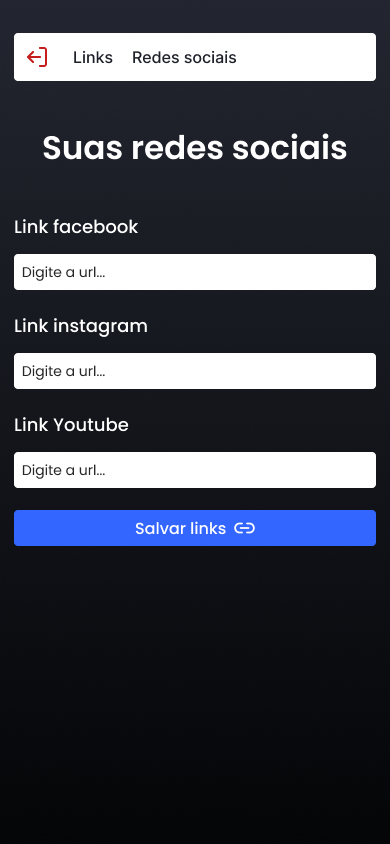 Links Redes sociais
Suas redes sociais
Link facebook
Digite a url...
Link instagram
Digite a url...
Link Youtube
Digite a url...
Salvar links